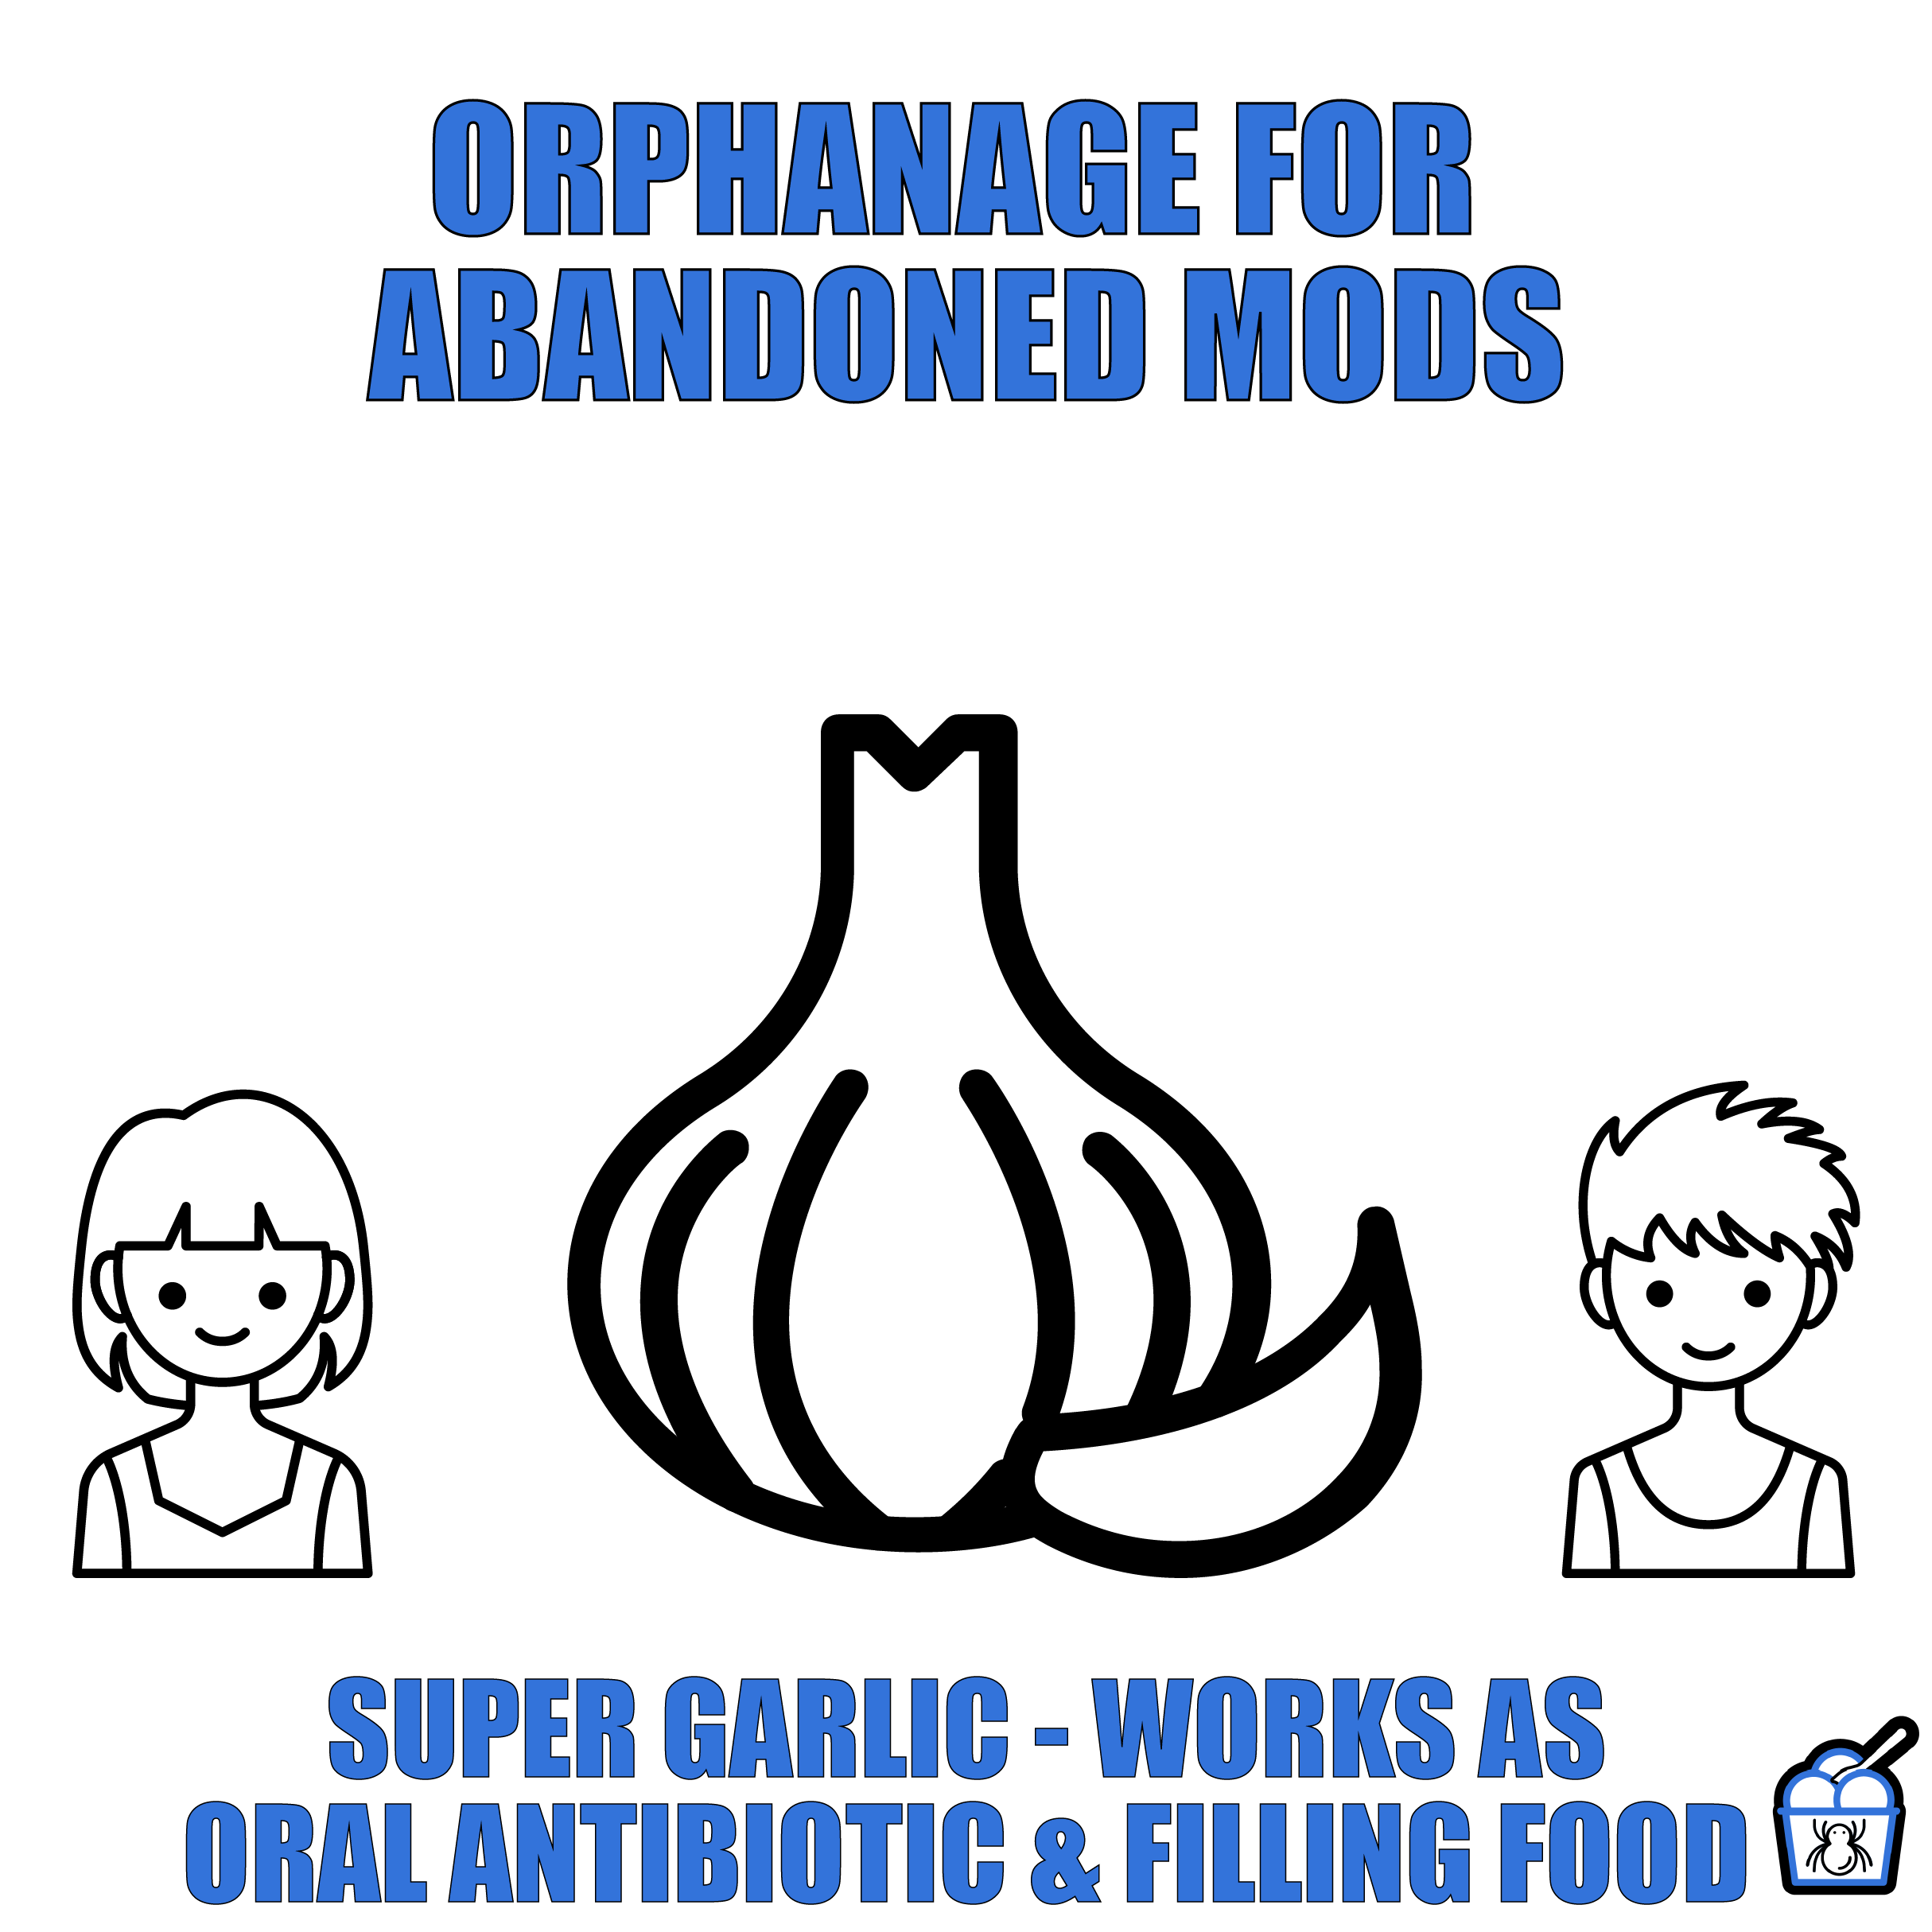 ORPHANAGE FOR
ABANDONED MODS
SUPER GARLIC - WORKS AS
ORAL ANTIBIOTIC & FILLING FOOD